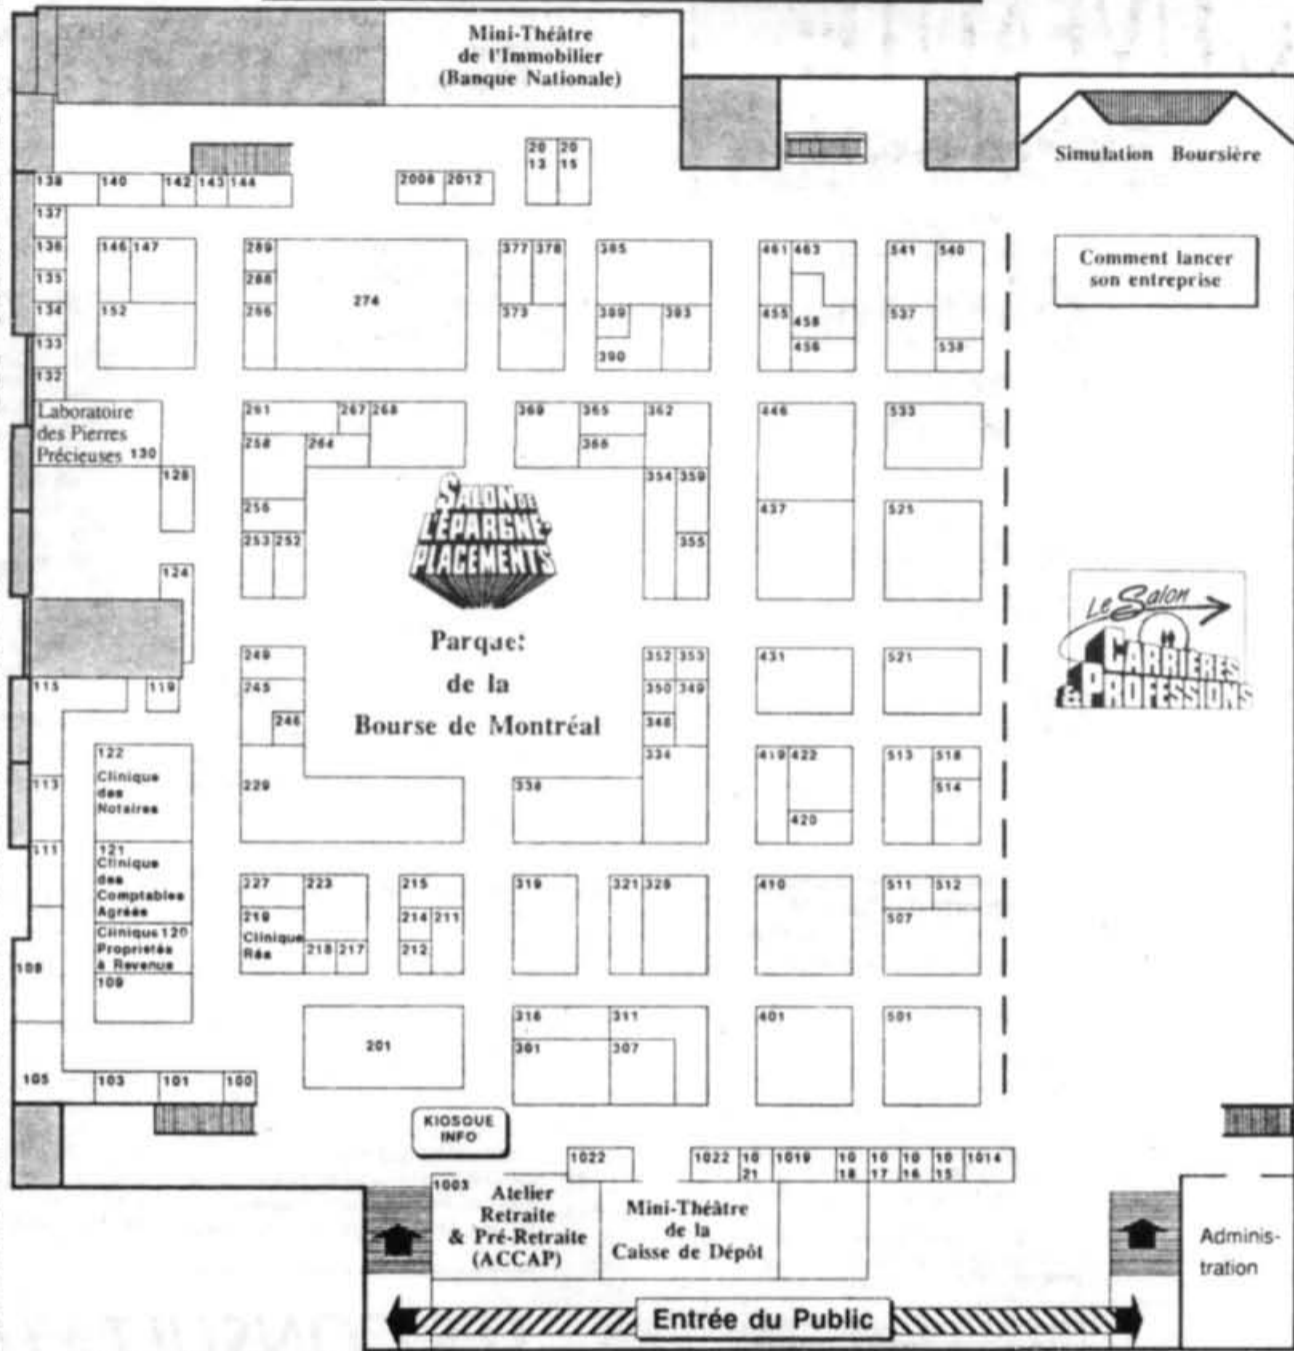 Mini-Théâtre
de l'Immobilier
(Banque Nationale)
Simulation Boursière
20 20
13 15
138 140 142 143 144
2008 2012
137
136 146 147 289 377 378 385 461 463 541 540
Comment lancer
son entreprise
135 288
274
134 152 266 373 389 393 455 458 537
133 390 456 538
132
Laboratoire
des Pierres
Précieuses 130
261 267 268 369 365 362 446 533
258 264 366
128 354 359
256 437 525
253 252 355
SALON DE
L'ÉPARGNE-
PLACEMENTS
124
Le Salon
CARRIÈRES
& PROFESSIONS
Parque:
de la
Bourse de Montréal
249 352 353 431 521
115 119 245 350 349
246 348
122
Clinique
des
Notaires
334 419 422 513 518
113 229 338 514
420
111 121
Clinique
des
Comptables
Agréés
227 223 215 319 321 328 410 511 512
219 214 211 507
Clinique
Réa
218 217 212
Clinique 120
Propriétés
à Revenue
108
109
316 311 401 501
201 301 307
105 103 101 100
KIOSQUE
INFO
1022 1022 10 1019 10 10 10 10 1014
21 18 17 16 15
1003 Atelier
Retraite
& Pré-Retraite
(ACCAP)
Mini-Théâtre
de la
Caisse de Dépôt
Adminis-
tration
Entrée du Public